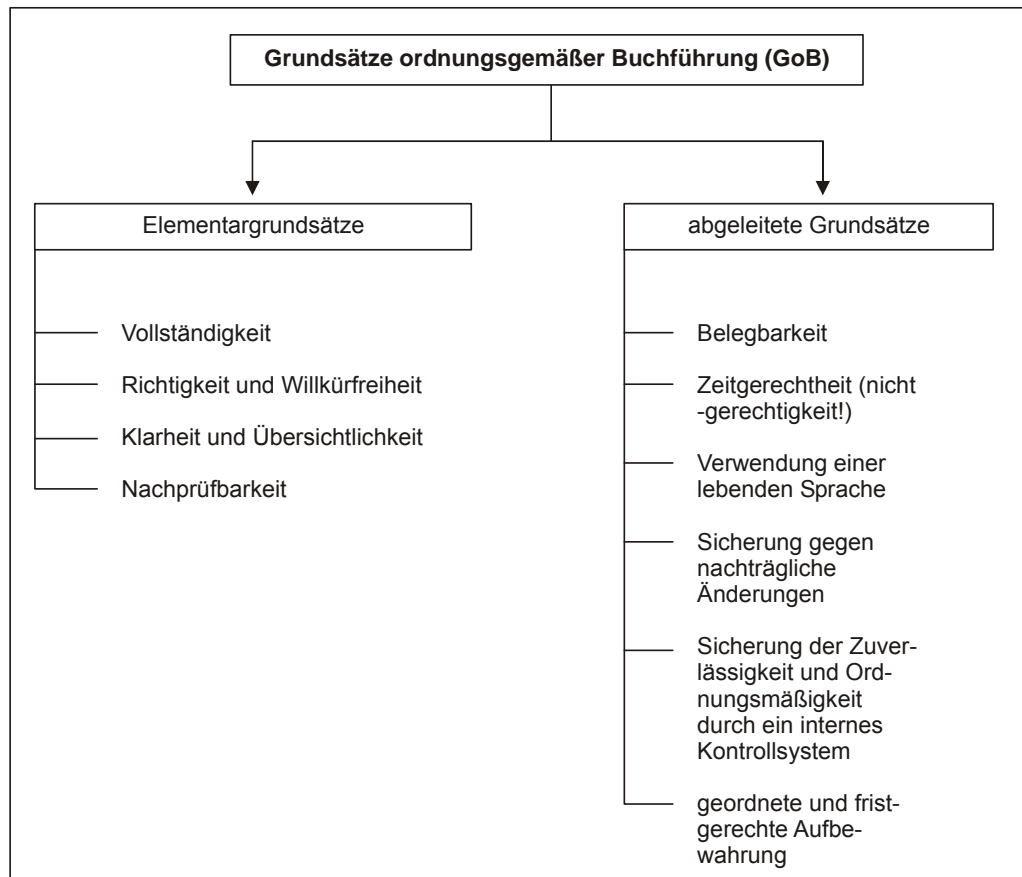 Grundsätze ordnungsgemäßer Buchführung (GoB)
Elementargrundsätze
Vollständigkeit
Richtigkeit und Willkürfreiheit
Klarheit und Übersichtlichkeit
Nachprüfbarkeit
abgeleitete Grundsätze
Belegbarkeit
Zeitgerechtheit (nicht
-gerechtigkeit!)
Verwendung einer
lebenden Sprache
Sicherung gegen
nachträgliche
Änderungen
Sicherung der Zuver-
lässigkeit und Ord-
nungsmäßigkeit
durch ein internes
Kontrollsystem
geordnete und frist-
gerechte Aufbe-
wahrung